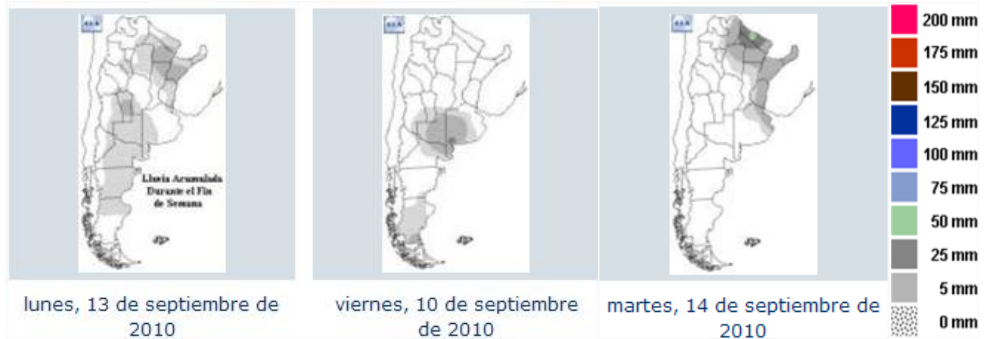 Lluvia Acumulada
Durante el Fin
de Semana
lunes, 13 de septiembre de
2010
viernes, 10 de septiembre
de 2010
martes, 14 de septiembre de
2010
200 mm
175 mm
150 mm
125 mm
100 mm
75 mm
50 mm
25 mm
5 mm
0 mm